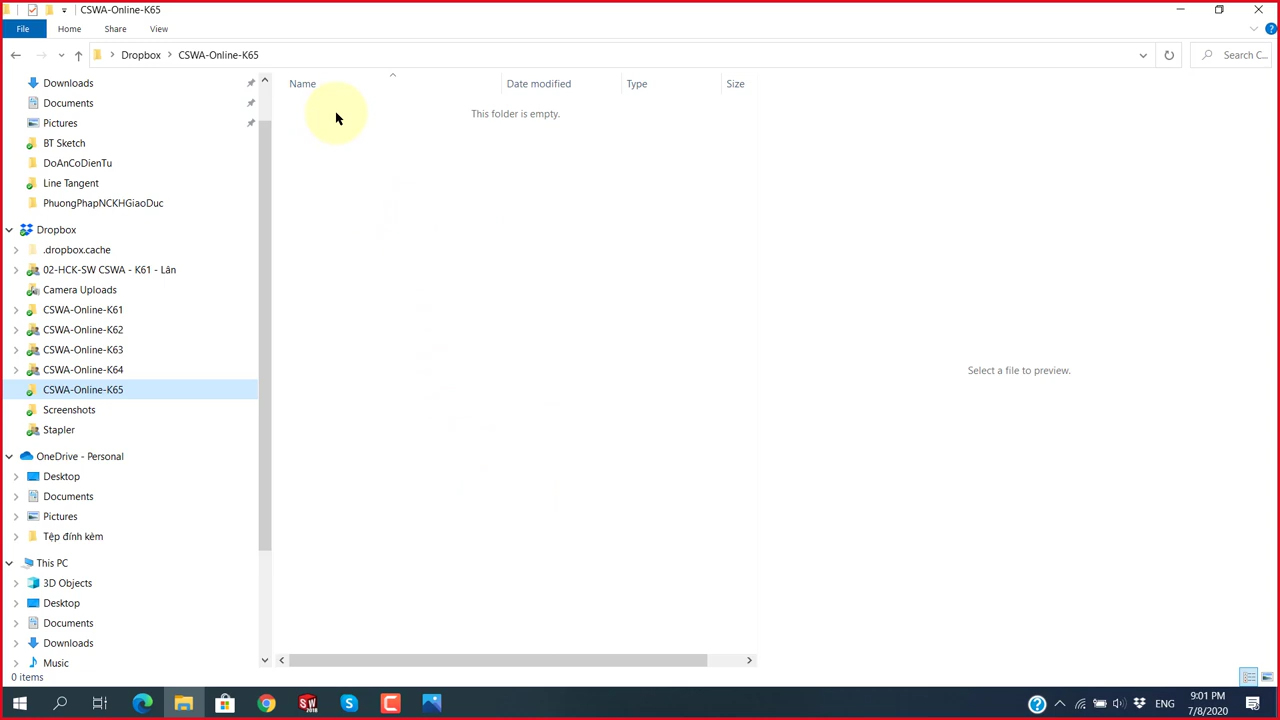 CSWA-Online-K65
File
Home
Share
View
Dropbox
CSWA-Online-K65
Search C...
Downloads
Documents
Pictures
BT Sketch
DoAnCoDienTu
Line Tangent
PhuongPhapNCKHGiaoDuc
Dropbox
.dropbox.cache
02-HCK-SW CSWA - K61 - Lân
Camera Uploads
CSWA-Online-K61
CSWA-Online-K62
CSWA-Online-K63
CSWA-Online-K64
CSWA-Online-K65
Screenshots
Stapler
OneDrive - Personal
Desktop
Documents
Pictures
Tệp đính kèm
This PC
3D Objects
Desktop
Documents
Downloads
Music
Name
Date modified
Type
Size
This folder is empty.
Select a file to preview.
0 items
SW
2018
ENG
9:01 PM
7/8/2020